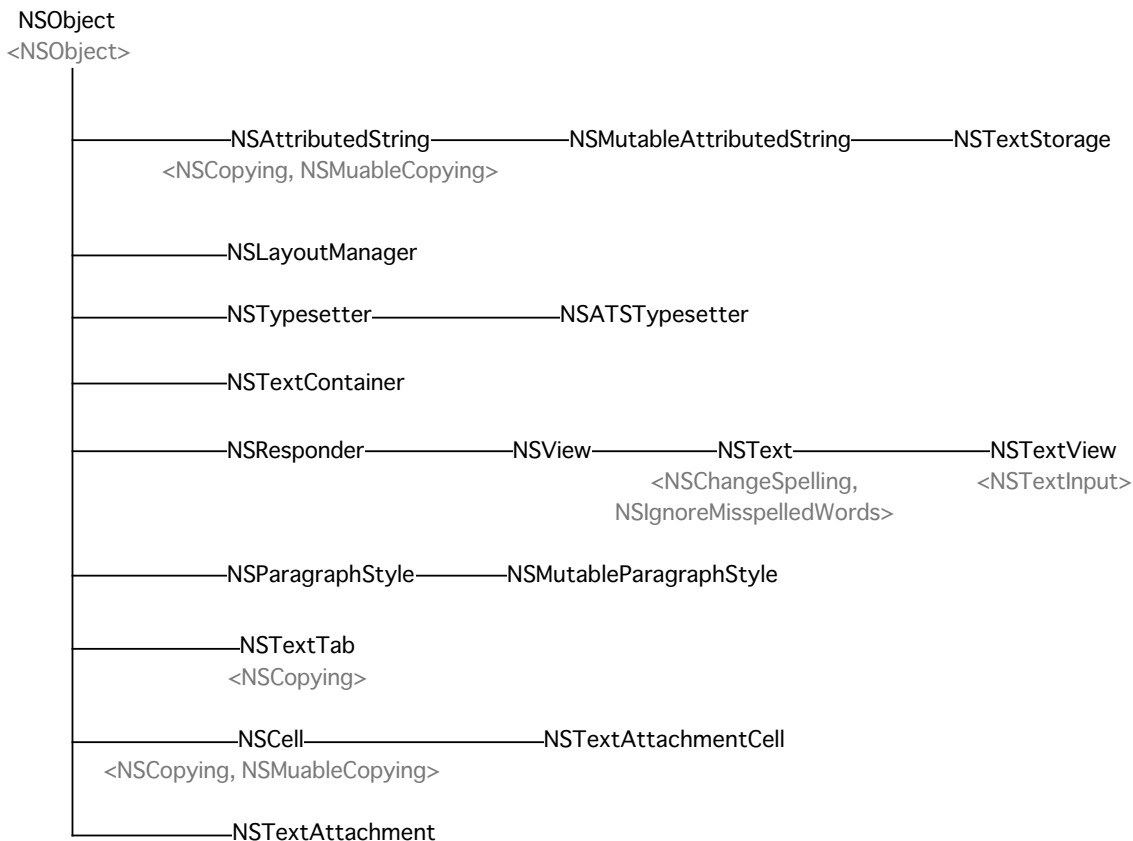 NSObject
<NSObject>
NSAttributedString NSMutableAttributedString NSTextStorage
<NSCopying, NSMuableCopying>
NSLayoutManager
NSTypesetter NSATSTypesetter
NSTextContainer
NSResponder NSView NSText NSTextView
<NSChangeSpelling, <NSTextInput>
NSIgnoreMisspelledWords>
NSParagraphStyle NSMutableParagraphStyle
NSTextTab
<NSCopying>
NSCell NSTextAttachmentCell
<NSCopying, NSMuableCopying>
NSTextAttachment